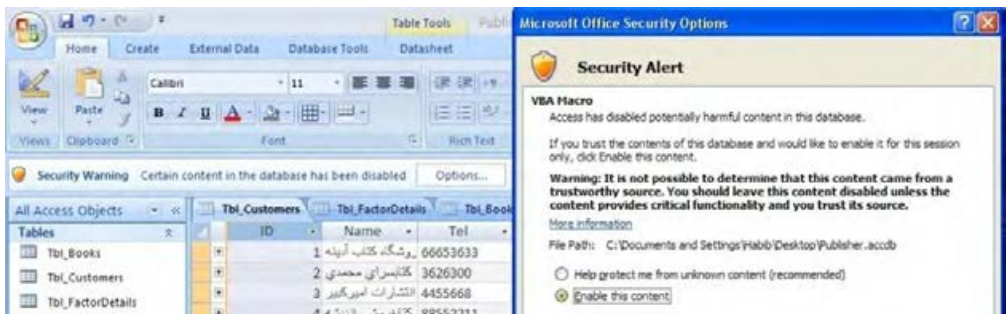 Table Tools
Home Create External Data Database Tools Datasheet
Calibri 11
View Paste B I U A
Views Clipboard Font Rich Text
Security Warning Certain content in the database has been disabled Options...
All Access Objects Tbl_Customers Tbl_FactorDetails Tbl_Book
Tables ID Name Tel
Tbl_Books 1 66653633
Tbl_Customers 2 کتابسرای محمدی 3626300
Tbl_FactorDetails 3 انتشارات امیرکبیر 4455668
Microsoft Office Security Options
Security Alert
VBA Macro
Access has disabled potentially harmful content in this database.
If you trust the contents of this database and would like to enable it for this session
only, click Enable this content.
Warning: It is not possible to determine that this content came from a
trustworthy source. You should leave this content disabled unless the
content provides critical functionality and you trust its source.
More information
File Path: C:\Documents and Settings\Habib\Desktop\Publisher.accdb
Help protect me from unknown content (recommended)
Enable this content